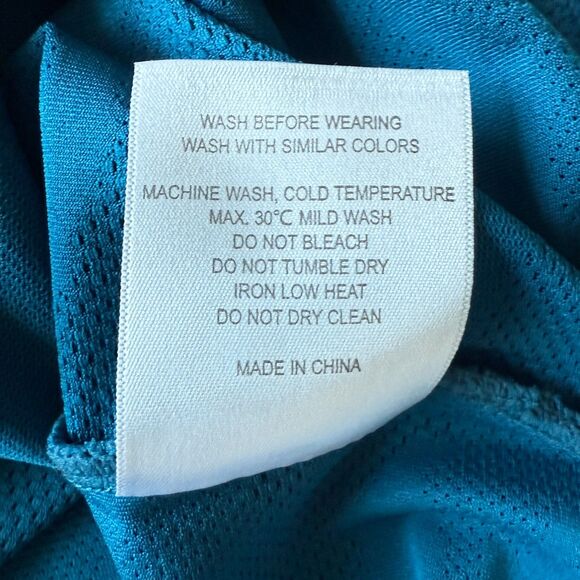 WASH BEFORE WEARING
WASH WITH SIMILAR COLORS
MACHINE WASH, COLD TEMPERATURE
MAX. 30℃ MILD WASH
DO NOT BLEACH
DO NOT TUMBLE DRY
IRON LOW HEAT
DO NOT DRY CLEAN
MADE IN CHINA